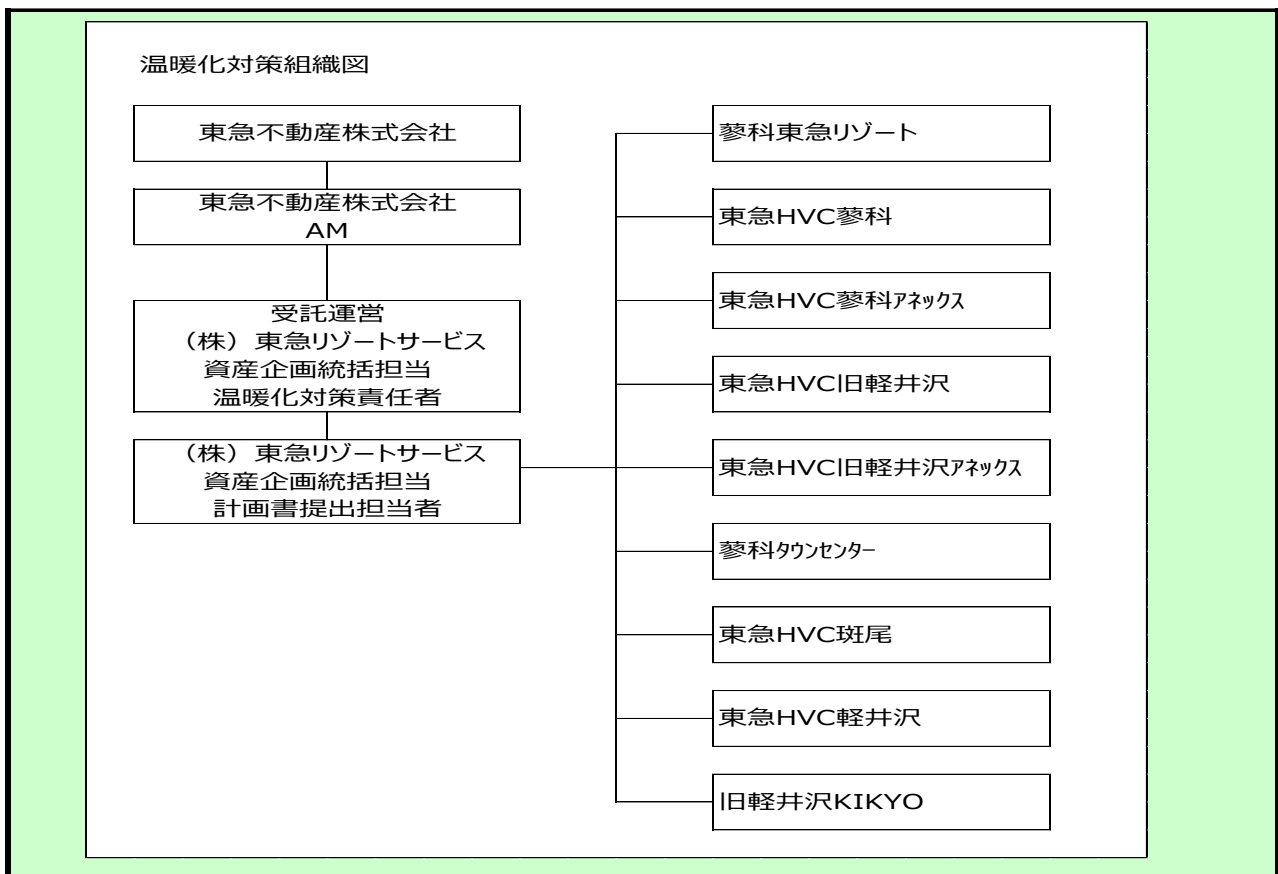 温暖化対策組織図
東急不動産株式会社
東急不動産株式会社
AM
受託運営
（株）東急リゾートサービス
資産企画統括担当
温暖化対策責任者
（株）東急リゾートサービス
資産企画統括担当
計画書提出担当者
蓼科東急リゾート
東急HVC蓼科
東急HVC蓼科ｱﾈｯｸｽ
東急HVC旧軽井沢
東急HVC旧軽井沢ｱﾈｯｸｽ
蓼科ﾀｳﾝｾﾝﾀｰ
東急HVC斑尾
東急HVC軽井沢
旧軽井沢KIKYO